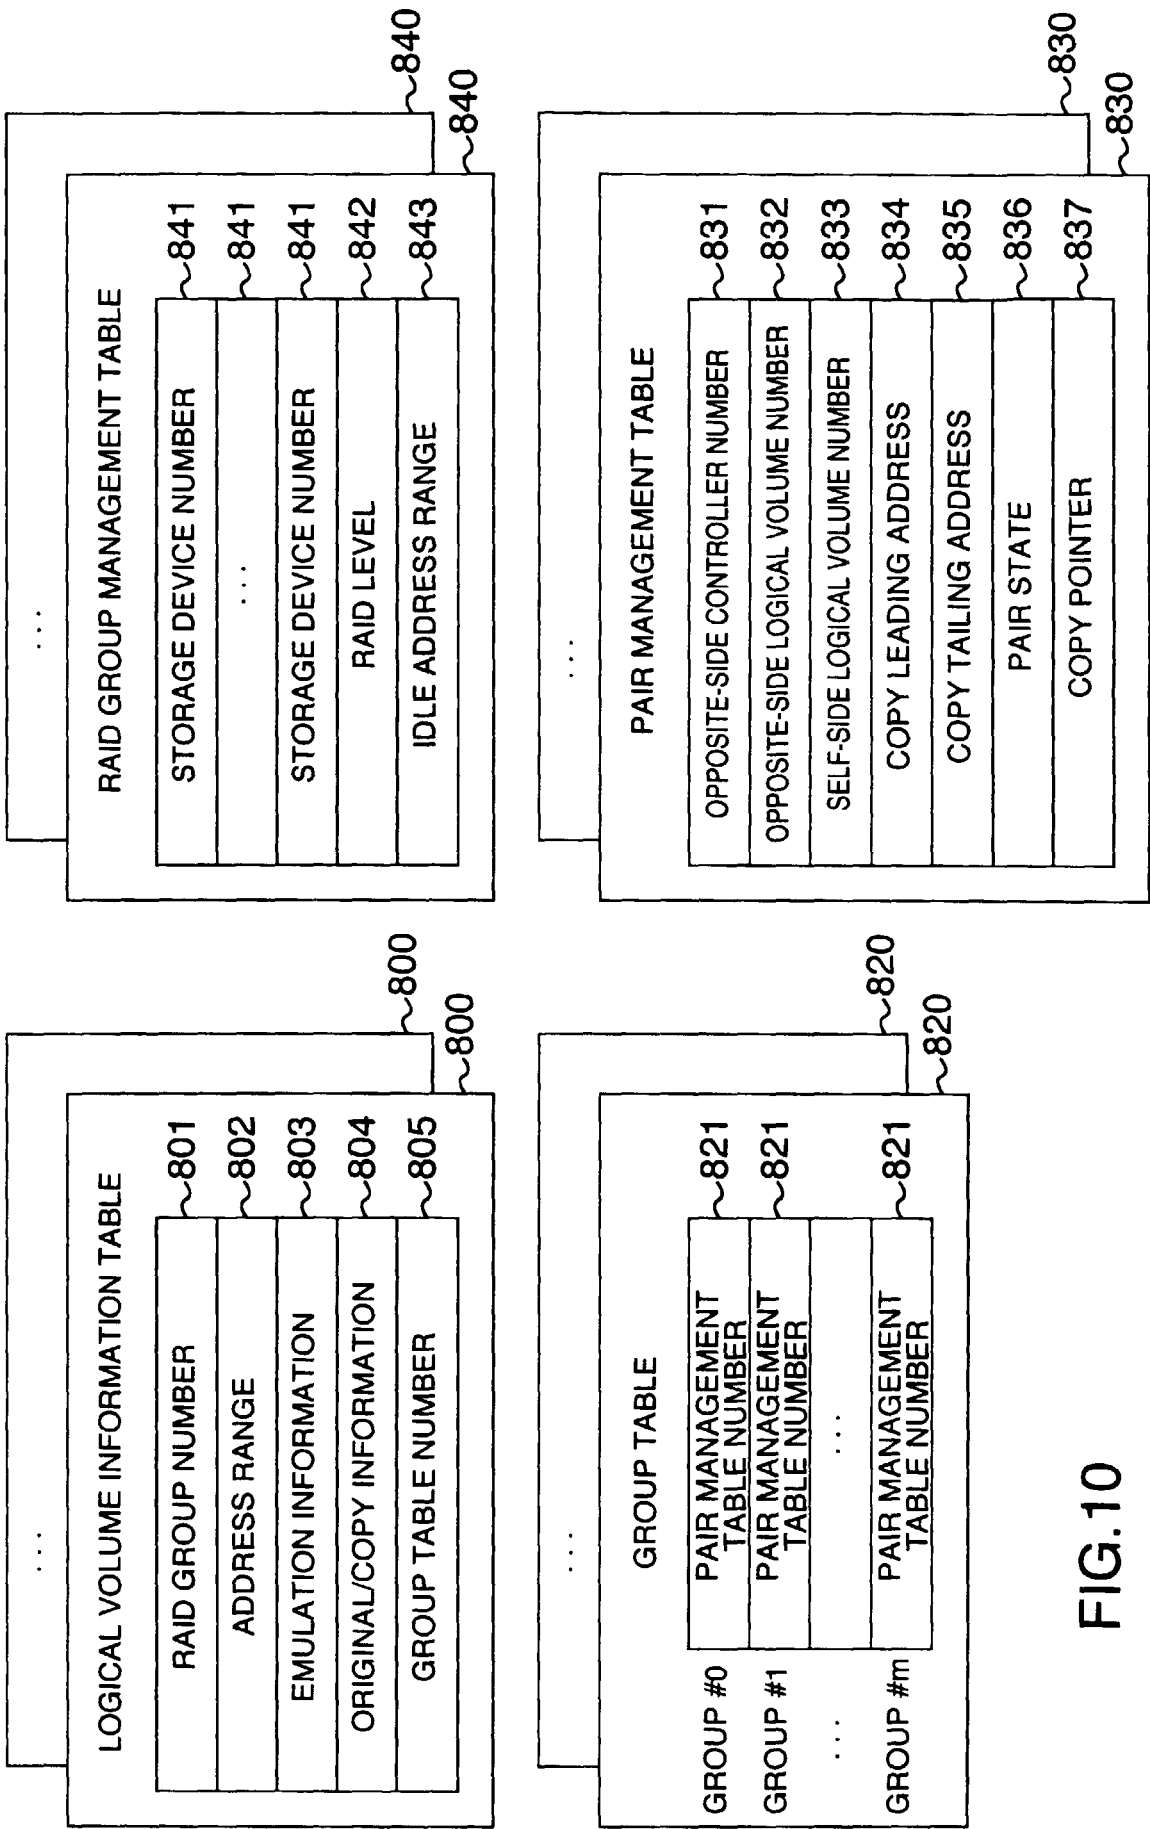 ...
LOGICAL VOLUME INFORMATION TABLE
RAID GROUP NUMBER
801
ADDRESS RANGE
802
EMULATION INFORMATION
803
ORIGINAL/COPY INFORMATION
804
GROUP TABLE NUMBER
805
800
800
...
RAID GROUP MANAGEMENT TABLE
STORAGE DEVICE NUMBER
841
...
841
STORAGE DEVICE NUMBER
841
RAID LEVEL
842
IDLE ADDRESS RANGE
843
840
840
...
GROUP TABLE
GROUP #0
PAIR MANAGEMENT
TABLE NUMBER
821
GROUP #1
PAIR MANAGEMENT
TABLE NUMBER
821
...
...
GROUP #m
PAIR MANAGEMENT
TABLE NUMBER
821
820
820
...
PAIR MANAGEMENT TABLE
OPPOSITE-SIDE CONTROLLER NUMBER
831
OPPOSITE-SIDE LOGICAL VOLUME NUMBER
832
SELF-SIDE LOGICAL VOLUME NUMBER
833
COPY LEADING ADDRESS
834
COPY TAILING ADDRESS
835
PAIR STATE
836
COPY POINTER
837
830
830
FIG.10